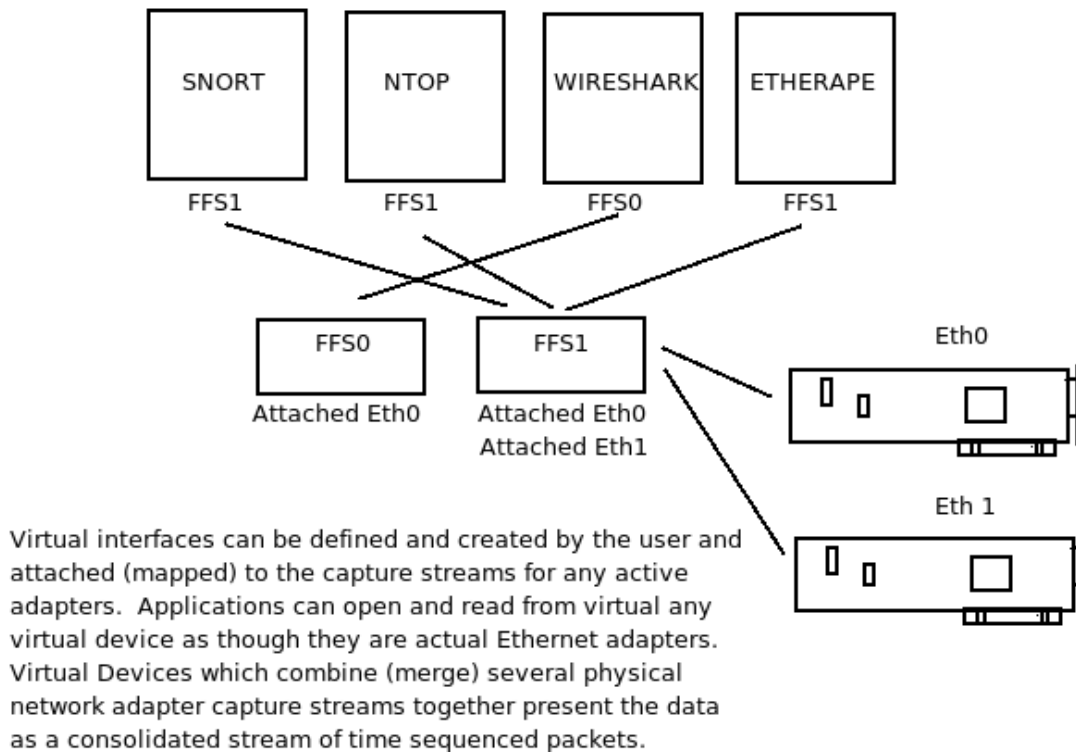 SNORT
NTOP
WIRESHARK
ETHERAPE
FFS1
FFS1
FFS0
FFS1
FFS0
FFS1
Eth0
Attached Eth0
Attached Eth0
Attached Eth1
Eth 1
Virtual interfaces can be defined and created by the user and
attached (mapped) to the capture streams for any active
adapters.  Applications can open and read from virtual any
virtual device as though they are actual Ethernet adapters.
Virtual Devices which combine (merge) several physical
network adapter capture streams together present the data
as a consolidated stream of time sequenced packets.